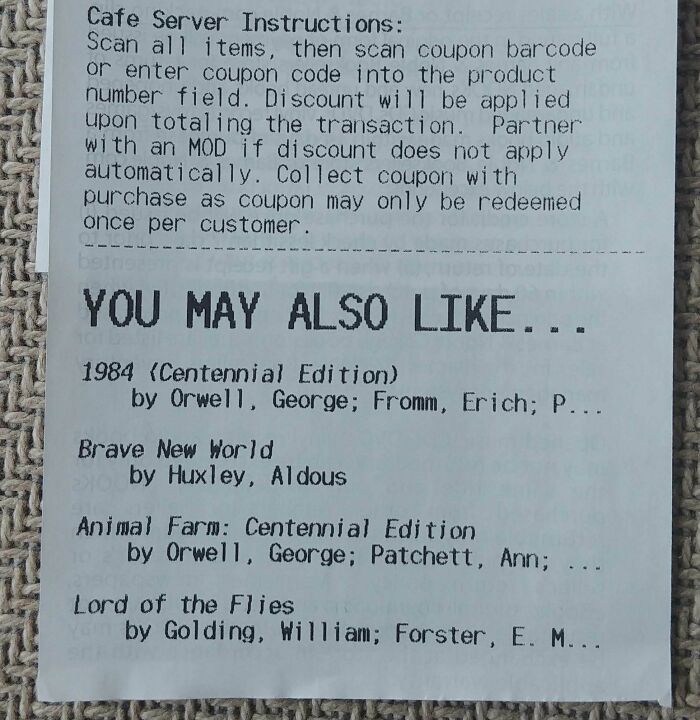 Cafe Server Instructions:
Scan all items, then scan coupon barcode
or enter coupon code into the product
number field. Discount will be applied
upon totaling the transaction.  Partner
with an MOD if discount does not apply
automatically. Collect coupon with
purchase as coupon may only be redeemed
once per customer.
YOU MAY ALSO LIKE...
1984 (Centennial Edition)
by Orwell, George; Fromm, Erich; P...
Brave New World
by Huxley, Aldous
Animal Farm: Centennial Edition
by Orwell, George; Patchett, Ann; ...
Lord of the Flies
by Golding, William; Forster, E. M...